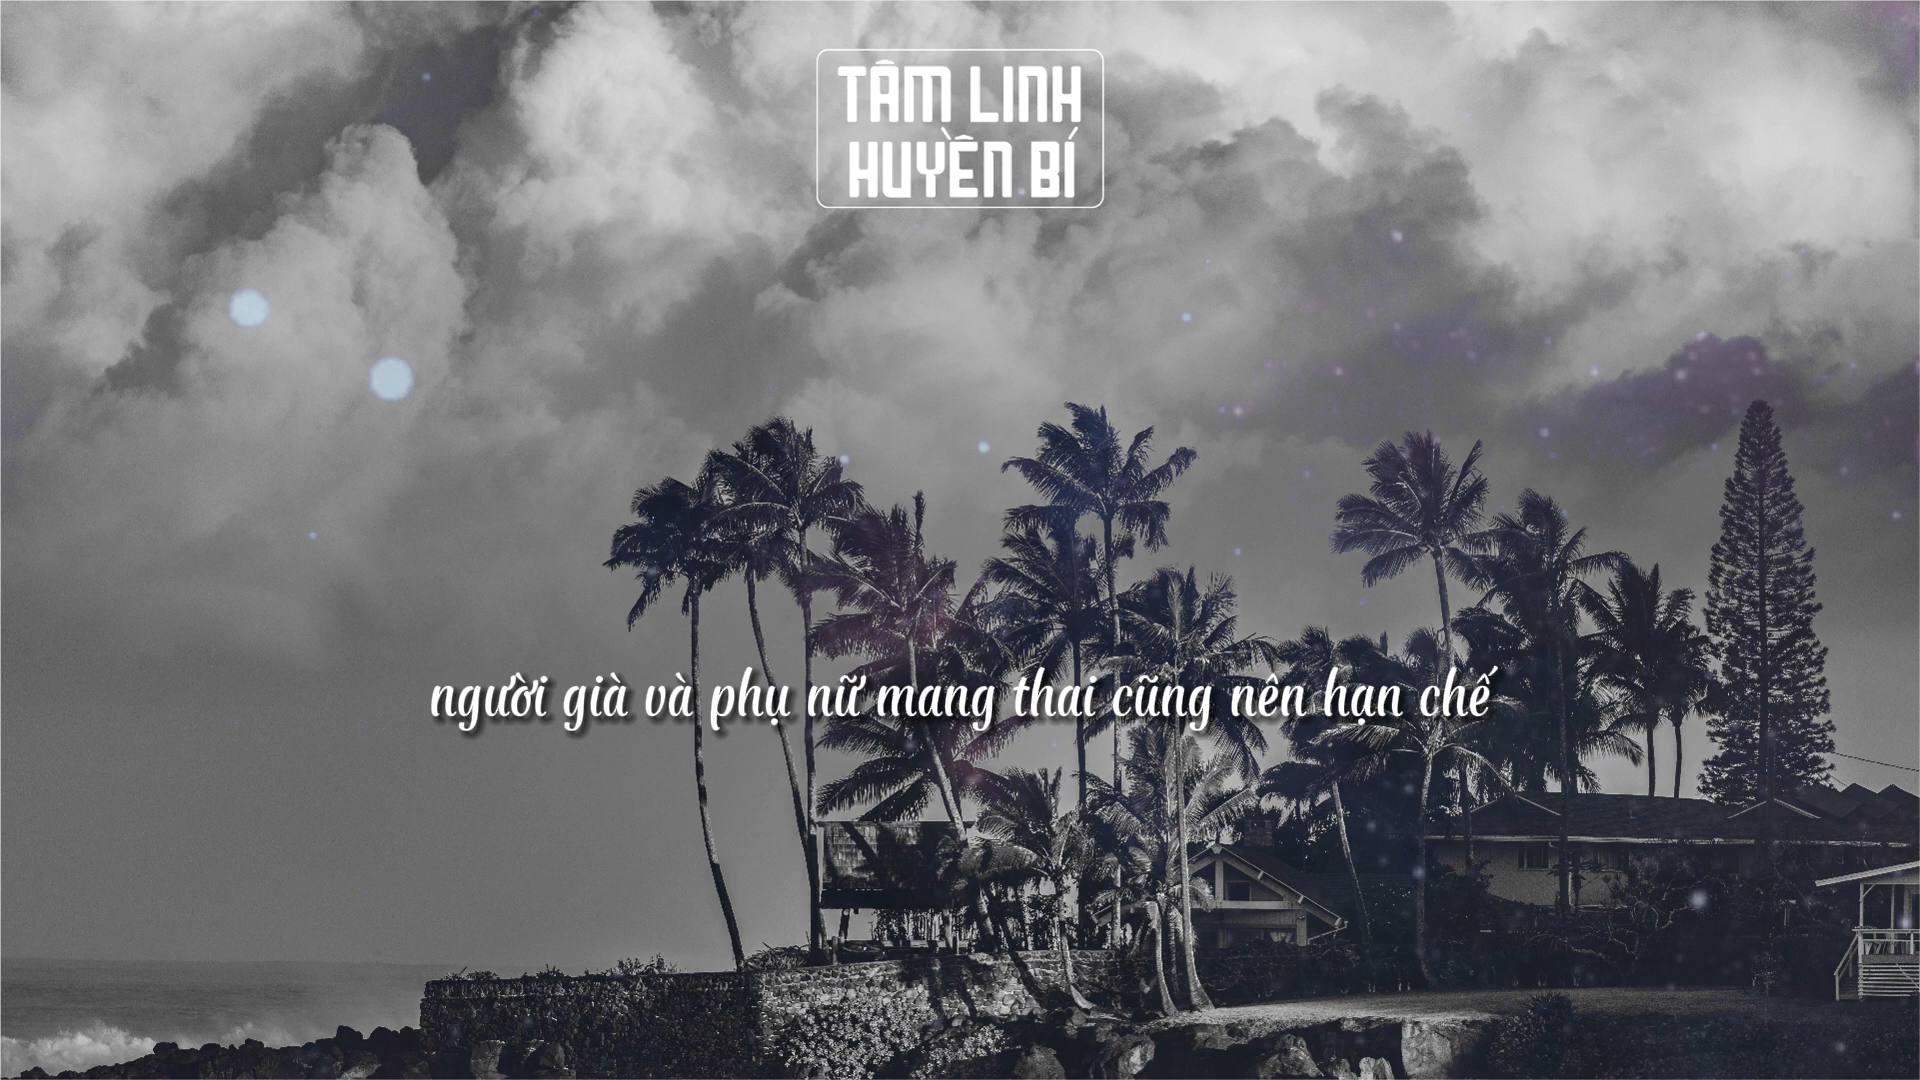 TÂM LINH
HUYỀN BÍ
người già và phụ nữ mang thai cũng nên hạn chế